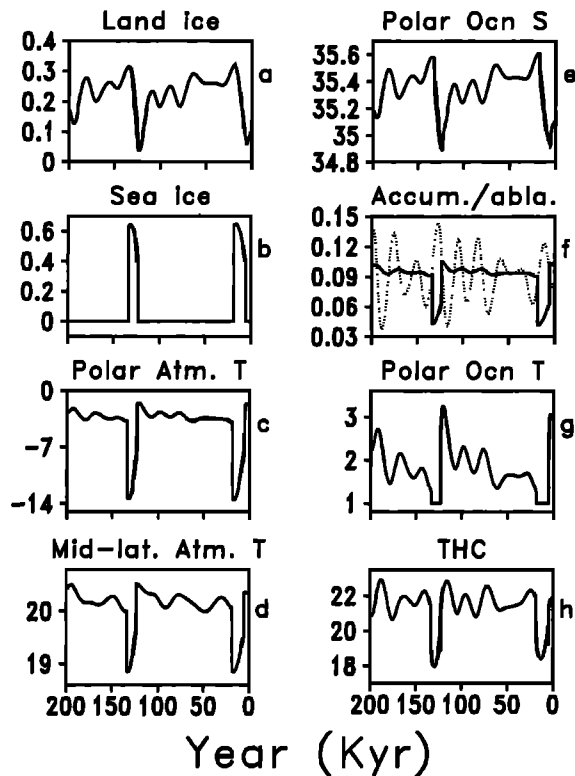 Land ice
0.4
0.3
0.2
0.1
0
a
Polar Ocn S
35.6
35.4
35.2
35
34.8
e
Sea ice
0.6
0.4
0.2
0
b
Accum./abla.
0.15
0.12
0.09
0.06
0.03
f
Polar Atm. T
0
-7
-14
c
Polar Ocn T
3
2
1
g
Mid-lat. Atm. T
20
19
d
200 150 100 50 0
THC
22
20
18
h
200 150 100 50 0
Year (Kyr)